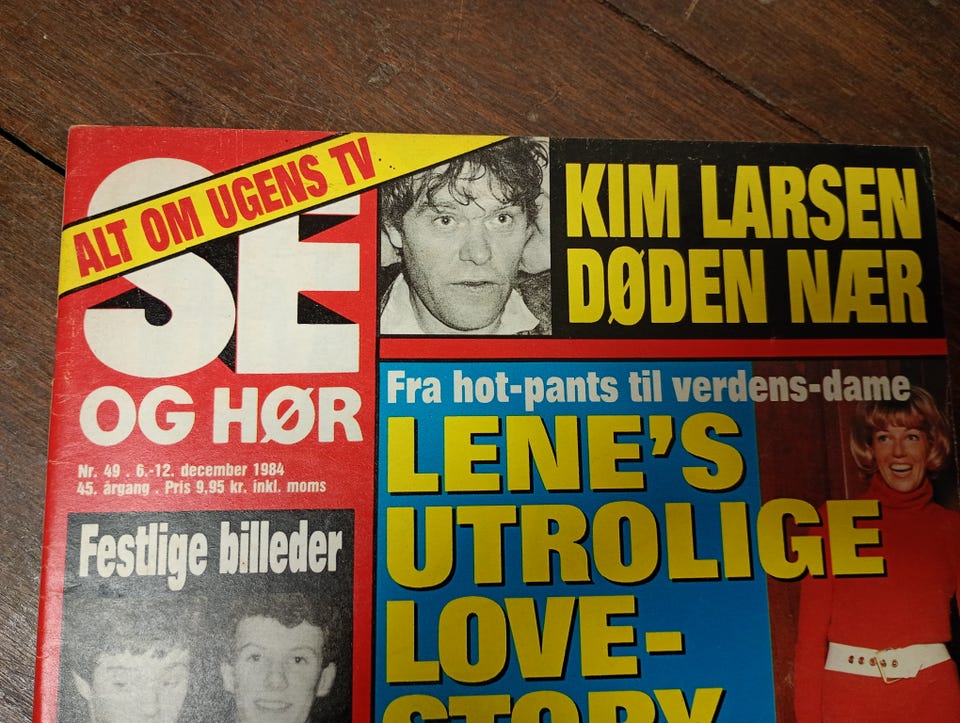 ALT OM UGENS TV
SE
OG HØR
Nr. 49 . 6.-12. december 1984
45. årgang . Pris 9,95 kr. inkl. moms
Festlige billeder
KIM LARSEN
DØDEN NÆR
Fra hot-pants til verdens-dame
LENE'S
UTROLIGE
LOVE-
STORY